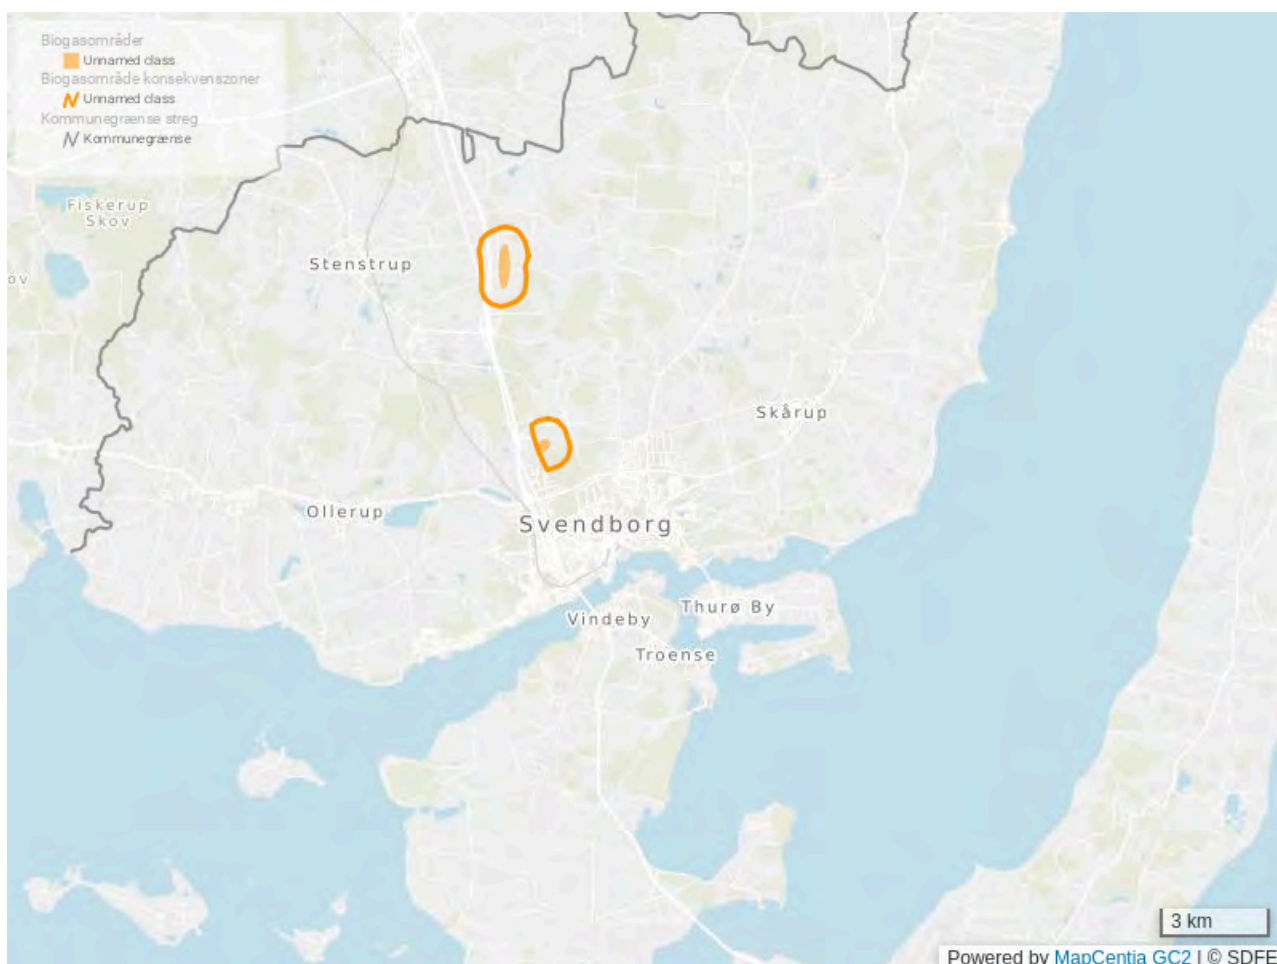 Biogasområder
Unnamed class
Biogasområde konsekvenszoner
Unnamed class
Kommunegrænse streg
Kommunegrænse
Fiskerup
Skov
ov
Stenstrup
Skårup
Ollerup
Svendborg
Vindeby
Thurø By
Troense
3 km
Powered by MapCentia GC2 | © SDFE